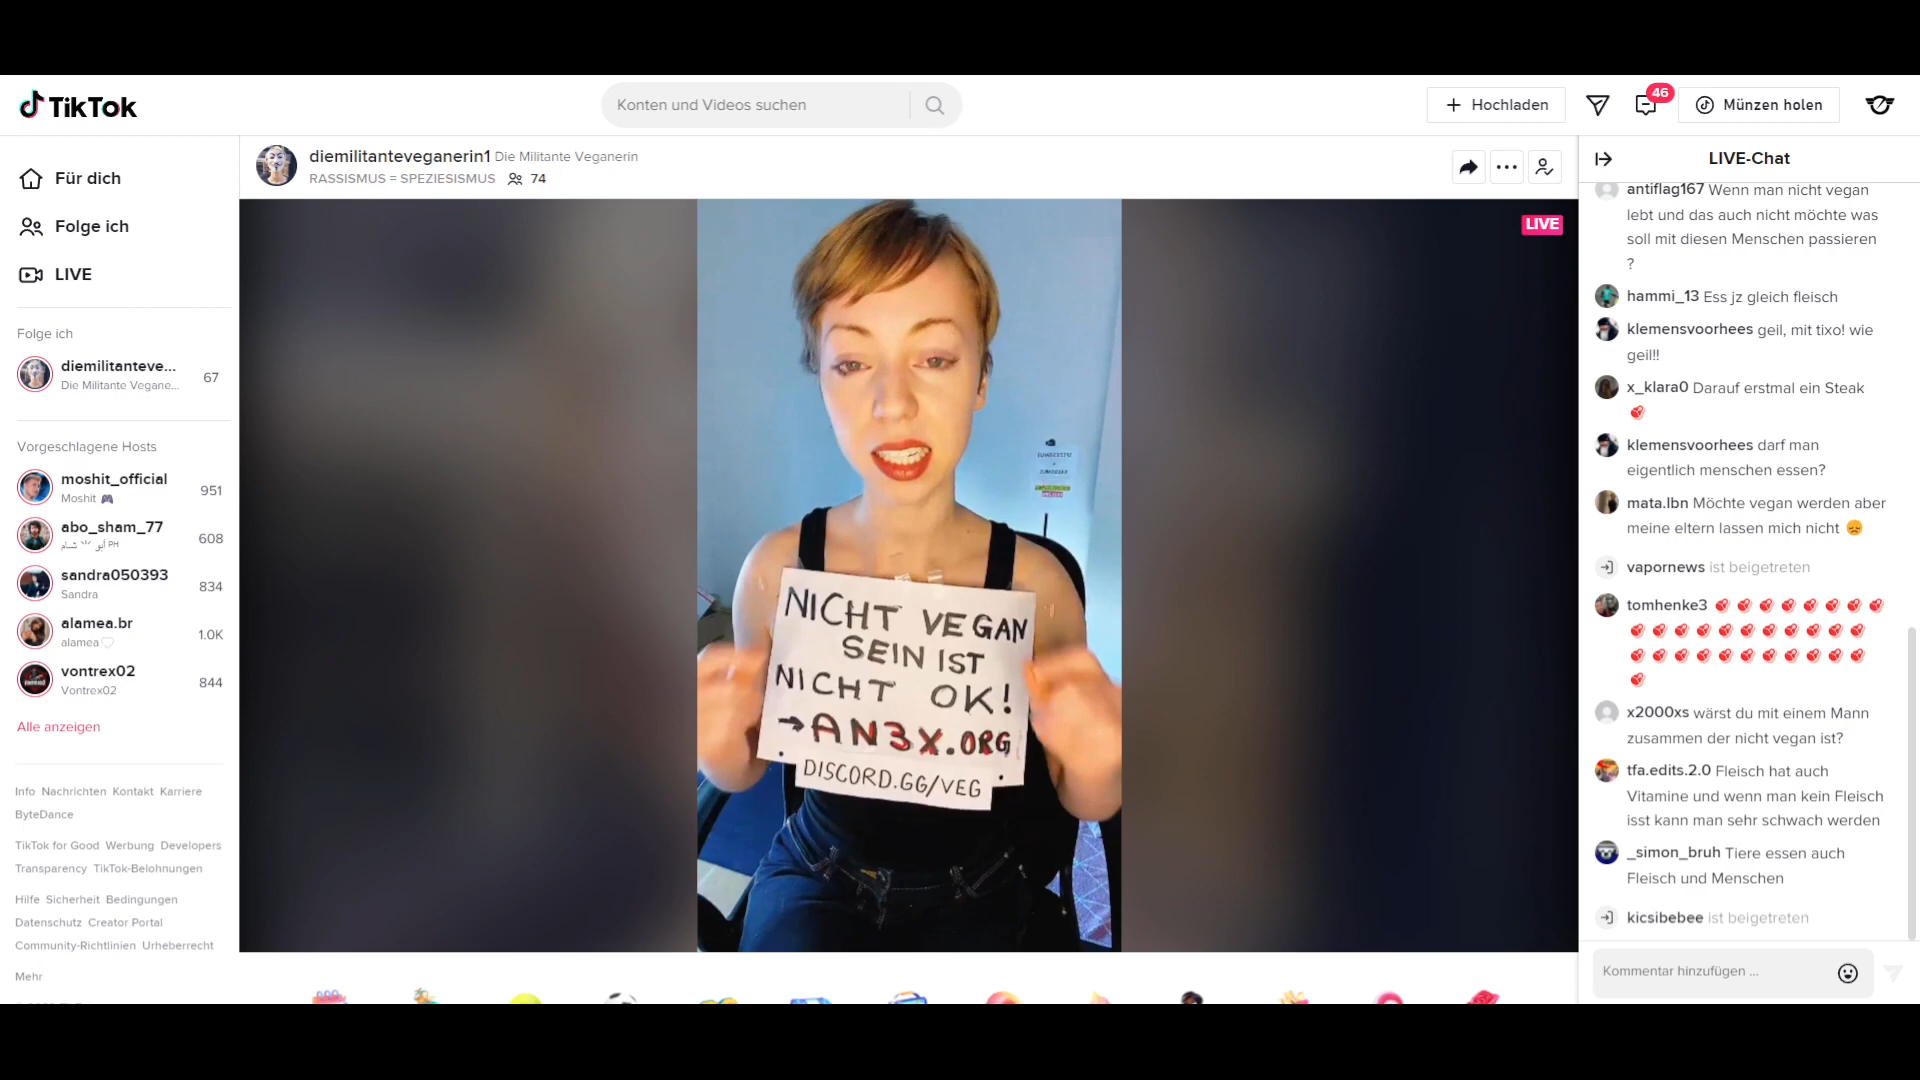 TikTok
Konten und Videos suchen
Hochladen
46
Münzen holen
Für dich
Folge ich
LIVE
Folge ich
diemilitanteve...
Die Militante Vegane...
67
Vorgeschlagene Hosts
moshit_official
Moshit 🎮
951
abo_sham_77
608
sandra050393
Sandra
834
alamea.br
alamea🤍
1.0K
vontrex02
Vontrex02
844
Alle anzeigen
Info Nachrichten Kontakt Karriere
ByteDance
TikTok for Good Werbung Developers
Transparency TikTok-Belohnungen
Hilfe Sicherheit Bedingungen
Datenschutz Creator Portal
Community-Richtlinien Urheberrecht
Mehr
diemilitanteveganerin1 Die Militante Veganerin
RASSISMUS = SPEZIESISMUS 74
LIVE
NICHT VEGAN
SEIN IST
NICHT OK!
→AN3X.ORG
DISCORD.GG/VEG
LIVE-Chat
antiflag167 Wenn man nicht vegan
lebt und das auch nicht möchte was
soll mit diesen Menschen passieren
?
hammi_13 Ess jz gleich fleisch
klemensvoorhees geil, mit tixo! wie
geil!!
x_klara0 Darauf erstmal ein Steak
🥩
klemensvoorhees darf man
eigentlich menschen essen?
mata.lbn Möchte vegan werden aber
meine eltern lassen mich nicht 😞
vapornews ist beigetreten
tomhenke3 🥩🥩🥩🥩🥩🥩🥩🥩
🥩🥩🥩🥩🥩🥩🥩🥩🥩🥩🥩
🥩🥩🥩🥩🥩🥩🥩🥩🥩🥩🥩
🥩
x2000xs wärst du mit einem Mann
zusammen der nicht vegan ist?
tfa.edits.2.0 Fleisch hat auch
Vitamine und wenn man kein Fleisch
isst kann man sehr schwach werden
_simon_bruh Tiere essen auch
Fleisch und Menschen
kicsibebee ist beigetreten
Kommentar hinzufügen ...